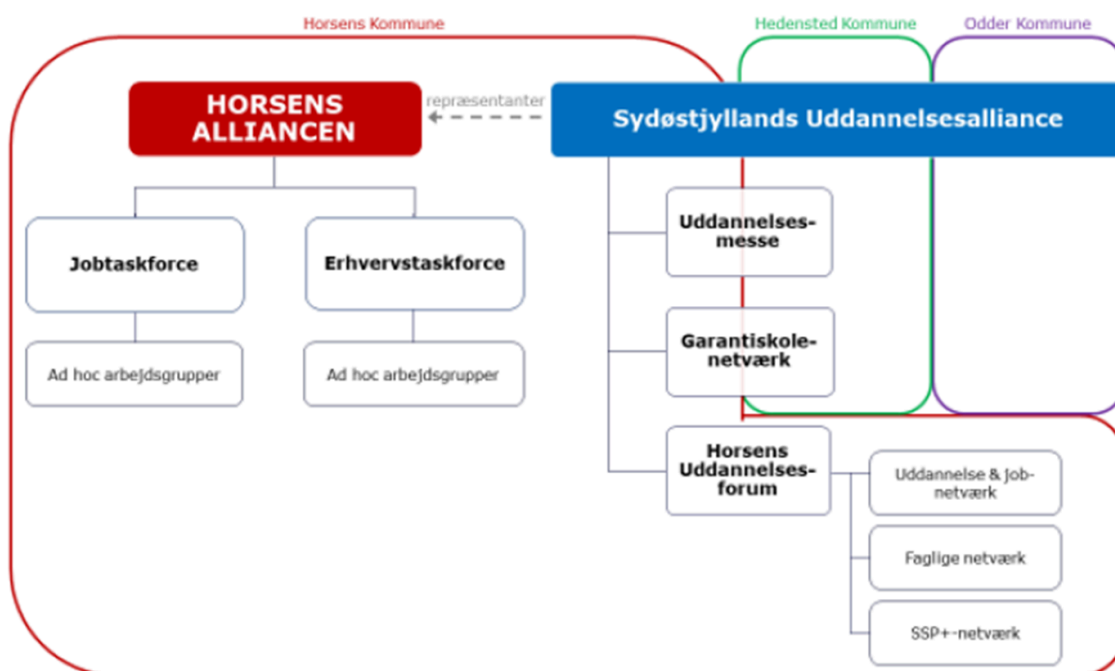 Horsens Kommune
Hedensted Kommune
Odder Kommune
HORSENS
ALLIANCEN
repræsentanter
Sydøstjyllands Uddannelsesalliance
Jobtaskforce
Erhvervstaskforce
Ad hoc arbejdsgrupper
Ad hoc arbejdsgrupper
Uddannelses-
messe
Garantiskole-
netværk
Horsens
Uddannelses-
forum
Uddannelse & job-
netværk
Faglige netværk
SSP+-netværk